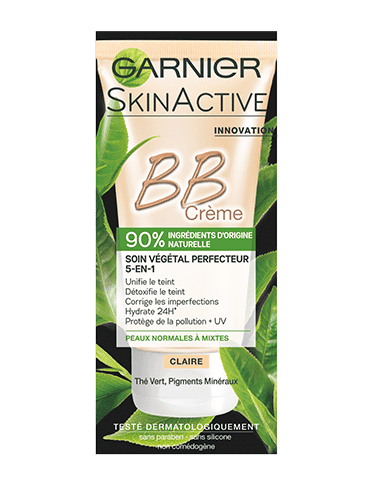 GARNIER
SKINACTIVE
INNOVATION
BB
Crème
90% INGRÉDIENTS D'ORIGINE
NATURELLE
SOIN VÉGÉTAL PERFECTEUR
5-EN-1
Unifie le teint
Détoxifie le teint
Corrige les imperfections
Hydrate 24H*
Protège de la pollution + UV
PEAUX NORMALES À MIXTES
CLAIRE
Thé Vert, Pigments Minéraux
TESTÉ DERMATOLOGIQUEMENT
sans paraben - sans silicone
non comédogène